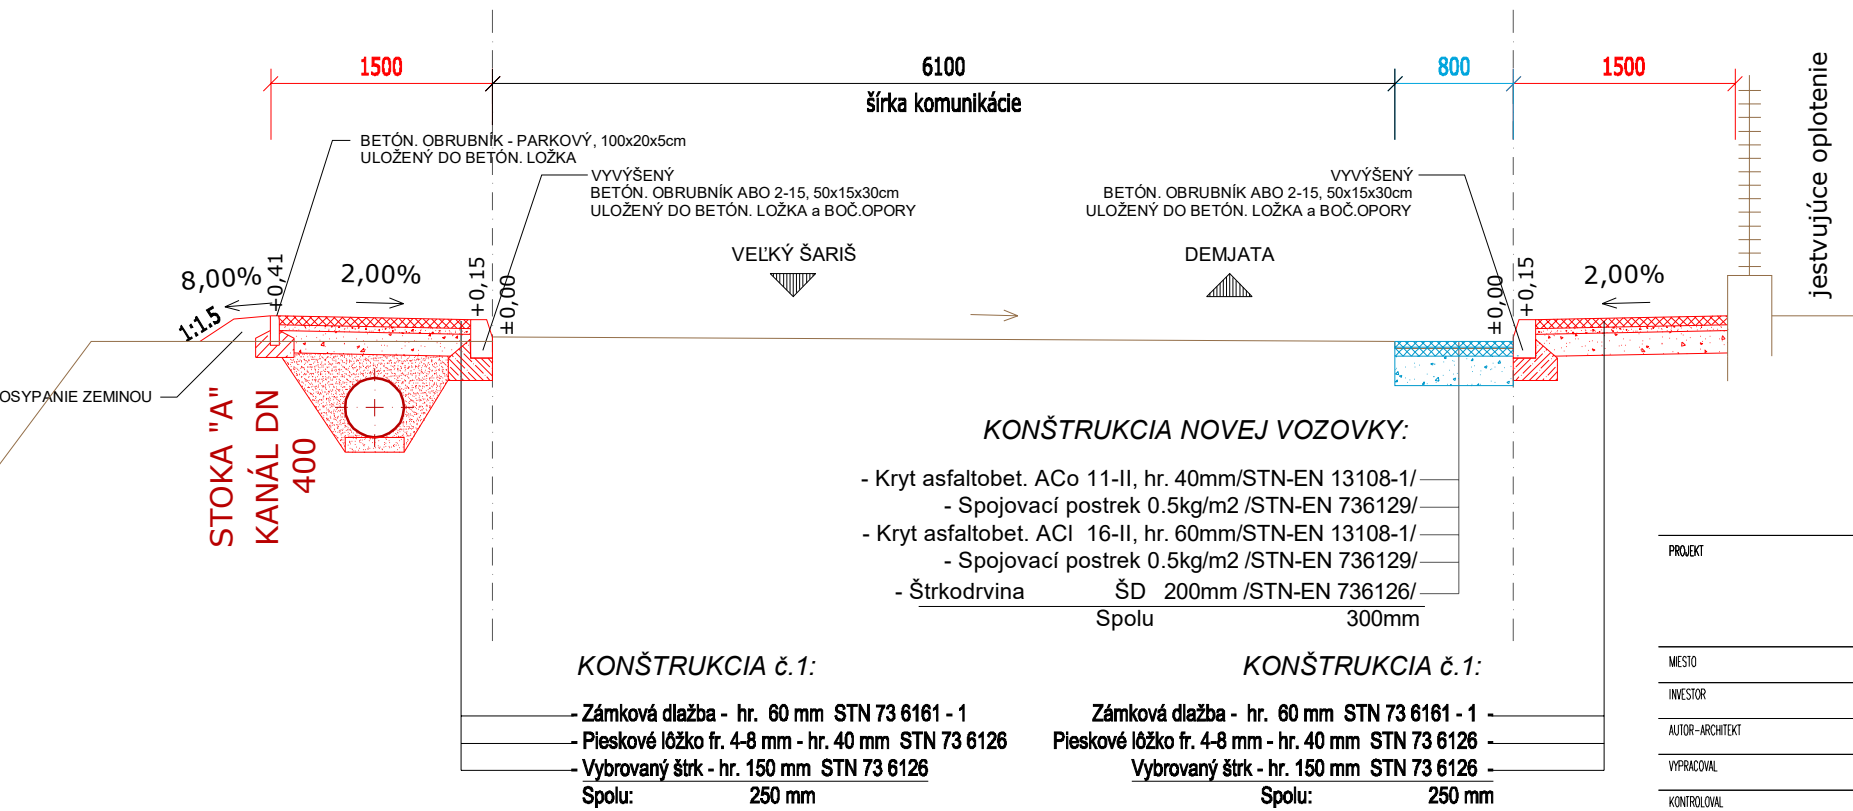 1500
6100
800
1500
šírka komunikácie
jestvujúce oplotenie
BETÓN. OBRUBNÍK - PARKOVÝ, 100x20x5cm
ULOŽENÝ DO BETÓN. LOŽKA
VYVÝŠENÝ
BETÓN. OBRUBNÍK ABO 2-15, 50x15x30cm
ULOŽENÝ DO BETÓN. LOŽKA a BOČ.OPORY
VYVÝŠENÝ
BETÓN. OBRUBNÍK ABO 2-15, 50x15x30cm
ULOŽENÝ DO BETÓN. LOŽKA a BOČ.OPORY
VEĽKÝ ŠARIŠ
DEMJATA
8,00%
+0,41
2,00%
+0,15
±0,00
±0,00
+0,15
2,00%
1:1.5
OSYPANIE ZEMINOU
STOKA "A"
KANÁL DN
400
KONŠTRUKCIA NOVEJ VOZOVKY:
- Kryt asfaltobet. ACo 11-II, hr. 40mm/STN-EN 13108-1/
- Spojovací postrek 0.5kg/m2 /STN-EN 736129/
- Kryt asfaltobet. ACl 16-II, hr. 60mm/STN-EN 13108-1/
- Spojovací postrek 0.5kg/m2 /STN-EN 736129/
- Štrkodrvina ŠD 200mm /STN-EN 736126/
Spolu 300mm
KONŠTRUKCIA č.1:
- Zámková dlažba - hr. 60 mm STN 73 6161 - 1
- Pieskové lôžko fr. 4-8 mm - hr. 40 mm STN 73 6126
- Vybrovaný štrk - hr. 150 mm STN 73 6126
Spolu: 250 mm
KONŠTRUKCIA č.1:
Zámková dlažba - hr. 60 mm STN 73 6161 - 1 -
Pieskové lôžko fr. 4-8 mm - hr. 40 mm STN 73 6126 -
Vybrovaný štrk - hr. 150 mm STN 73 6126 -
Spolu: 250 mm
PROJEKT
MIESTO
INVESTOR
AUTOR-ARCHITEKT
VYPRACOVAL
KONTROLOVAL